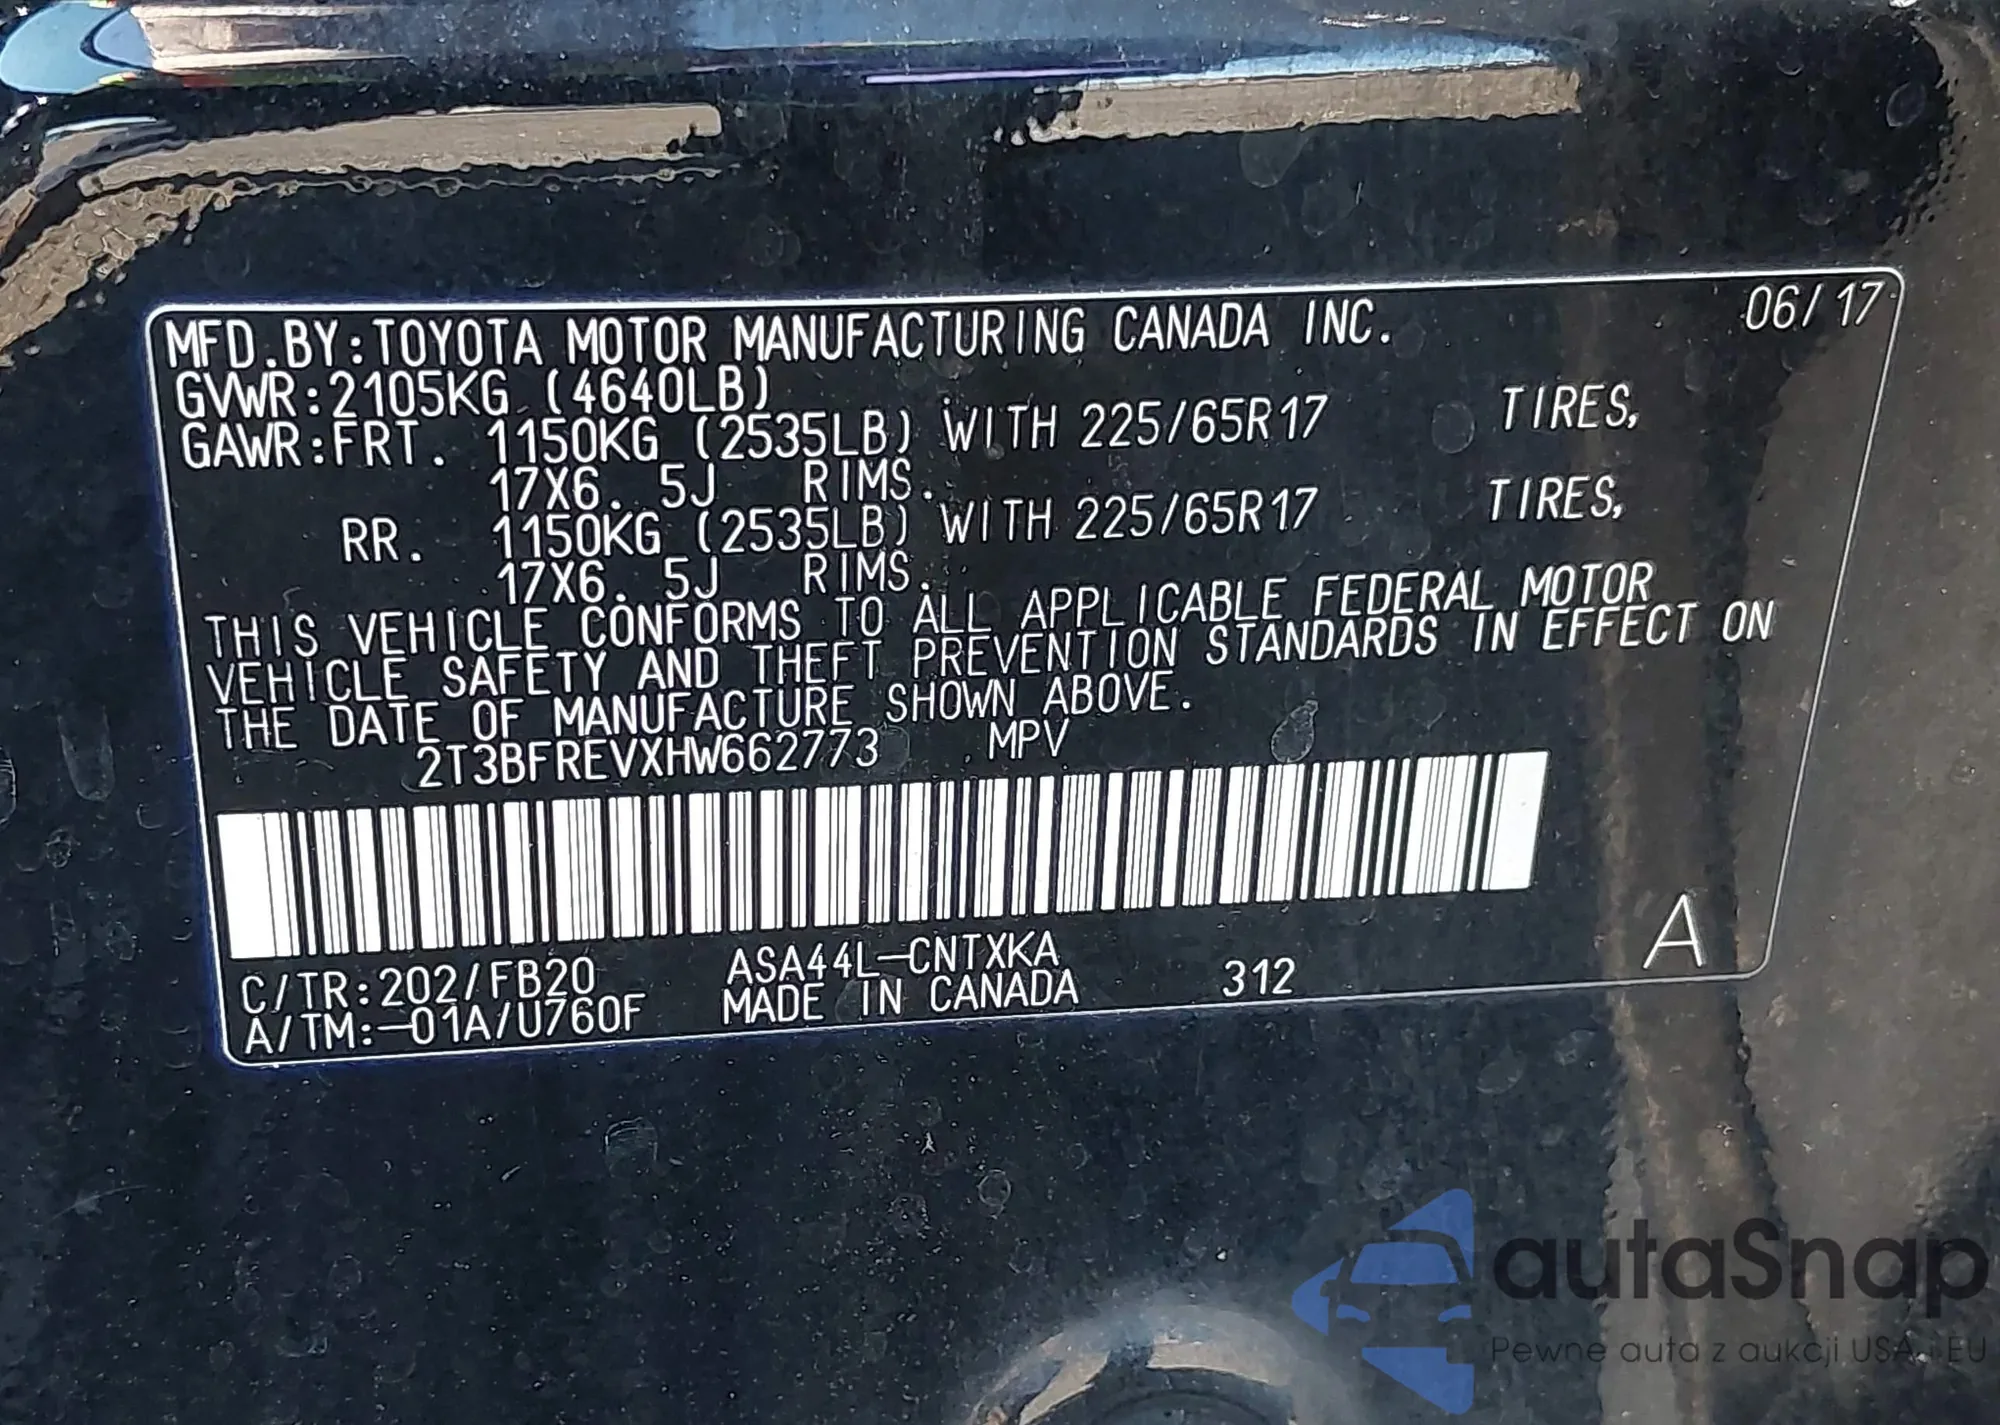 MFD.BY:TOYOTA MOTOR MANUFACTURING CANADA INC. 06/17
GVWR:2105KG (4640LB)
GAWR:FRT. 1150KG (2535LB) WITH 225/65R17 TIRES,
17X6.5J RIMS.
RR. 1150KG (2535LB) WITH 225/65R17 TIRES,
17X6.5J RIMS.
THIS VEHICLE CONFORMS TO ALL APPLICABLE FEDERAL MOTOR
VEHICLE SAFETY AND THEFT PREVENTION STANDARDS IN EFFECT ON
THE DATE OF MANUFACTURE SHOWN ABOVE.
2T3BFREVXHW662773 MPV
C/TR:202/FB20 ASA44L-CNTXKA 312 A
A/TM:-01A/U760F MADE IN CANADA
autaSnap
Pewne auta z aukcji USA i EU